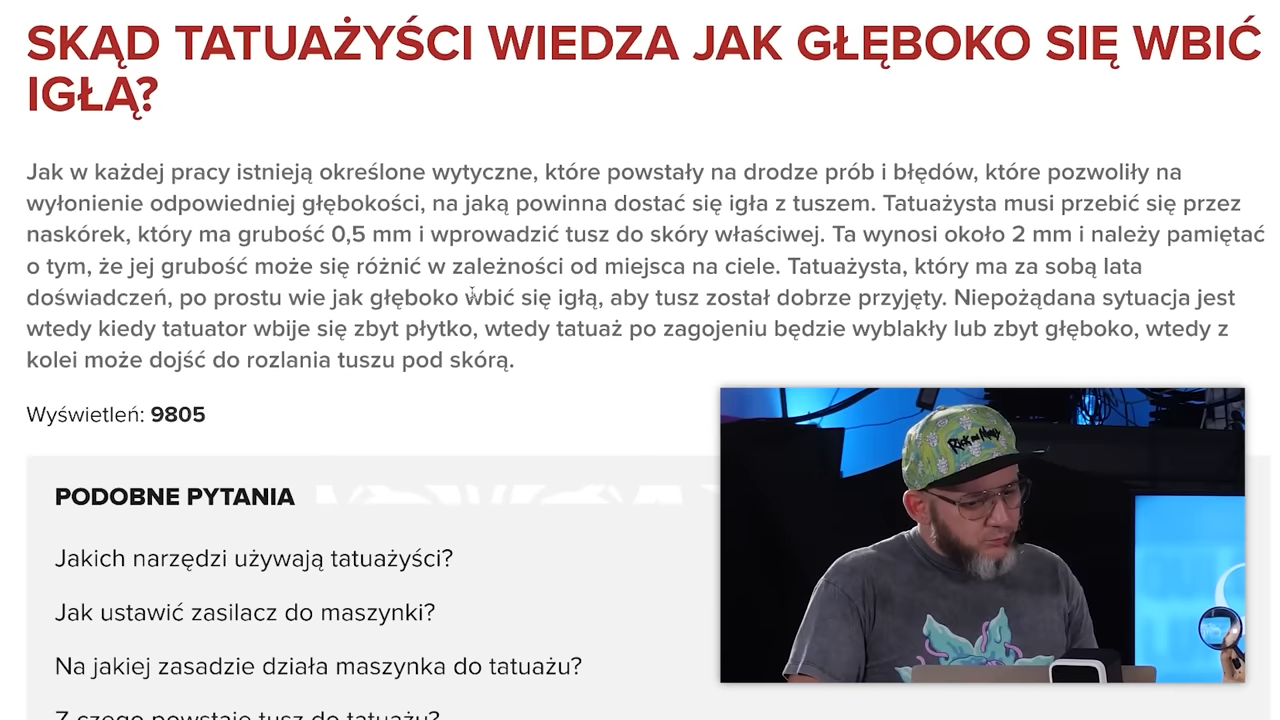 SKĄD TATUAŻYŚCI WIEDZA JAK GŁĘBOKO SIĘ WBIĆ
IGŁĄ?
Jak w każdej pracy istnieją określone wytyczne, które powstały na drodze prób i błędów, które pozwoliły na
wyłonienie odpowiedniej głębokości, na jaką powinna dostać się igła z tuszem. Tatuażysta musi przebić się przez
naskórek, który ma grubość 0,5 mm i wprowadzić tusz do skóry właściwej. Ta wynosi około 2 mm i należy pamiętać
o tym, że jej grubość może się różnić w zależności od miejsca na ciele. Tatuażysta, który ma za sobą lata
doświadczeń, po prostu wie jak głęboko wbić się igłą, aby tusz został dobrze przyjęty. Niepożądana sytuacja jest
wtedy kiedy tatuator wbije się zbyt płytko, wtedy tatuaż po zagojeniu będzie wyblakły lub zbyt głęboko, wtedy z
kolei może dojść do rozlania tuszu pod skórą.
Wyświetleń: 9805
Rick and Morty
PODOBNE PYTANIA
Jakich narzędzi używają tatuażyści?
Jak ustawić zasilacz do maszynki?
Na jakiej zasadzie działa maszynka do tatuażu?
Z czego powstaje tusz do tatuażu?